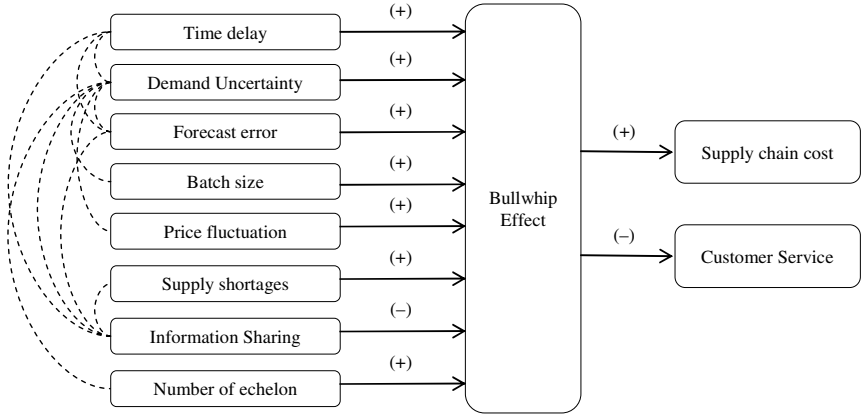 Time delay
(+)
Demand Uncertainty
(+)
Forecast error
(+)
Batch size
(+)
Price fluctuation
(+)
Supply shortages
(+)
Information Sharing
(−)
Number of echelon
(+)
Bullwhip
Effect
(+)
Supply chain cost
(−)
Customer Service